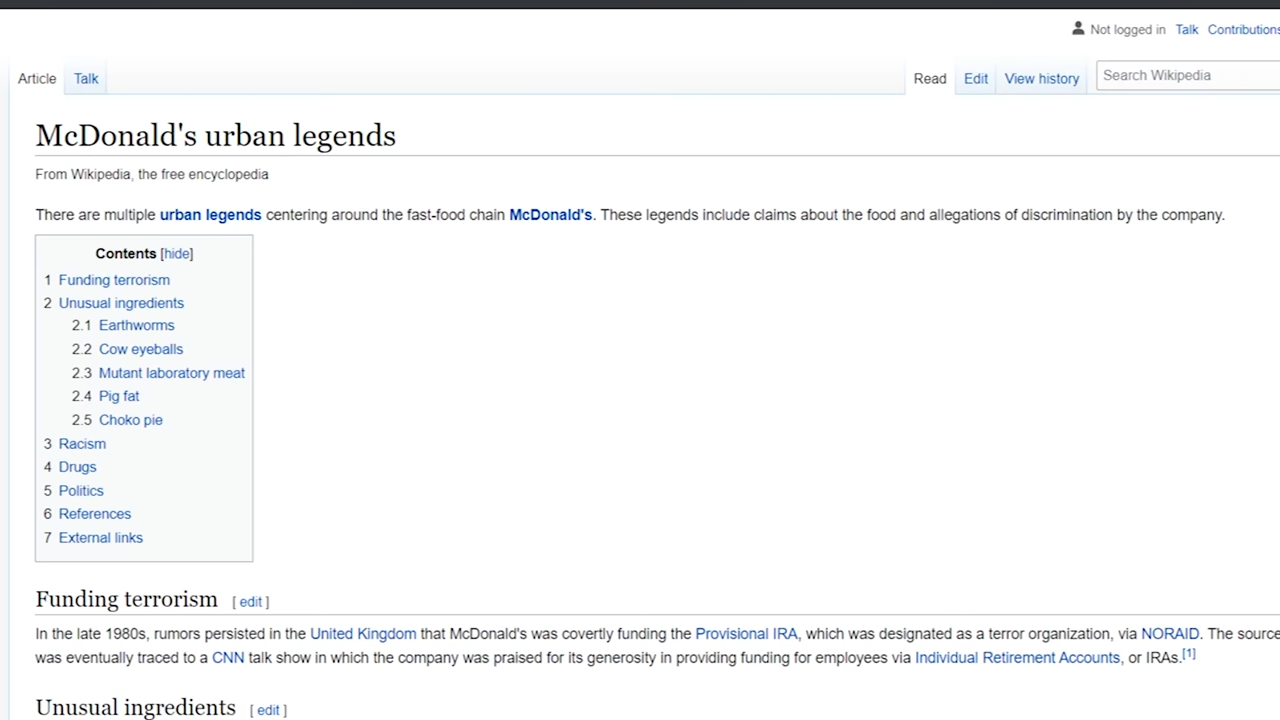 Not logged in Talk Contributions
Article Talk Read Edit View history Search Wikipedia
McDonald's urban legends
From Wikipedia, the free encyclopedia
There are multiple urban legends centering around the fast-food chain McDonald's. These legends include claims about the food and allegations of discrimination by the company.
Contents [hide]
1 Funding terrorism
2 Unusual ingredients
2.1 Earthworms
2.2 Cow eyeballs
2.3 Mutant laboratory meat
2.4 Pig fat
2.5 Choko pie
3 Racism
4 Drugs
5 Politics
6 References
7 External links
Funding terrorism [ edit ]
In the late 1980s, rumors persisted in the United Kingdom that McDonald's was covertly funding the Provisional IRA, which was designated as a terror organization, via NORAID. The source
was eventually traced to a CNN talk show in which the company was praised for its generosity in providing funding for employees via Individual Retirement Accounts, or IRAs.[1]
Unusual ingredients [ edit ]